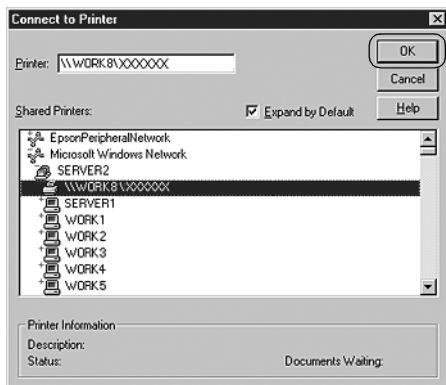 Connect to Printer
Printer: \\WORK8\XXXXXX
OK
Cancel
Shared Printers:
Expand by Default
Help
EpsonPeripheralNetwork
Microsoft Windows Network
SERVER2
\\WORK8\XXXXXX
SERVER1
WORK1
WORK2
WORK3
WORK4
WORK5
Printer Information
Description:
Status:
Documents Waiting: